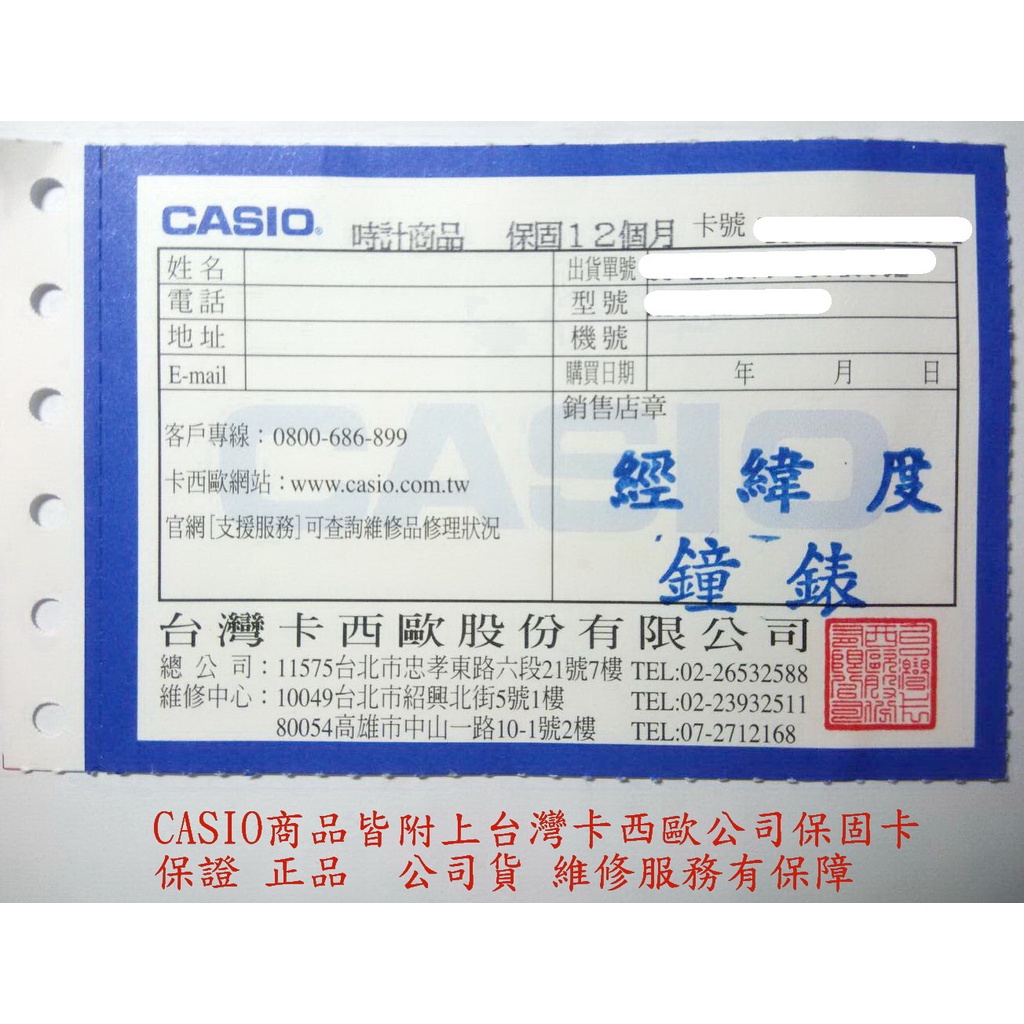 CASIO®
時計商品 保固12個月 卡號
姓名 出貨單號
電話 型號
地址 機號
E-mail 購買日期 年 月 日
銷售店章
客戶專線：0800-686-899
卡西歐網站：www.casio.com.tw
官網[支援服務]可查詢維修品修理狀況
經緯度
鐘錶
台灣卡西歐股份有限公司
總公司：11575台北市忠孝東路六段21號7樓 TEL:02-26532588
維修中心：10049台北市紹興北街5號1樓 TEL:02-23932511
80054高雄市中山一路10-1號2樓 TEL:07-2712168
CASIO商品皆附上台灣卡西歐公司保固卡
保證 正品 公司貨 維修服務有保障